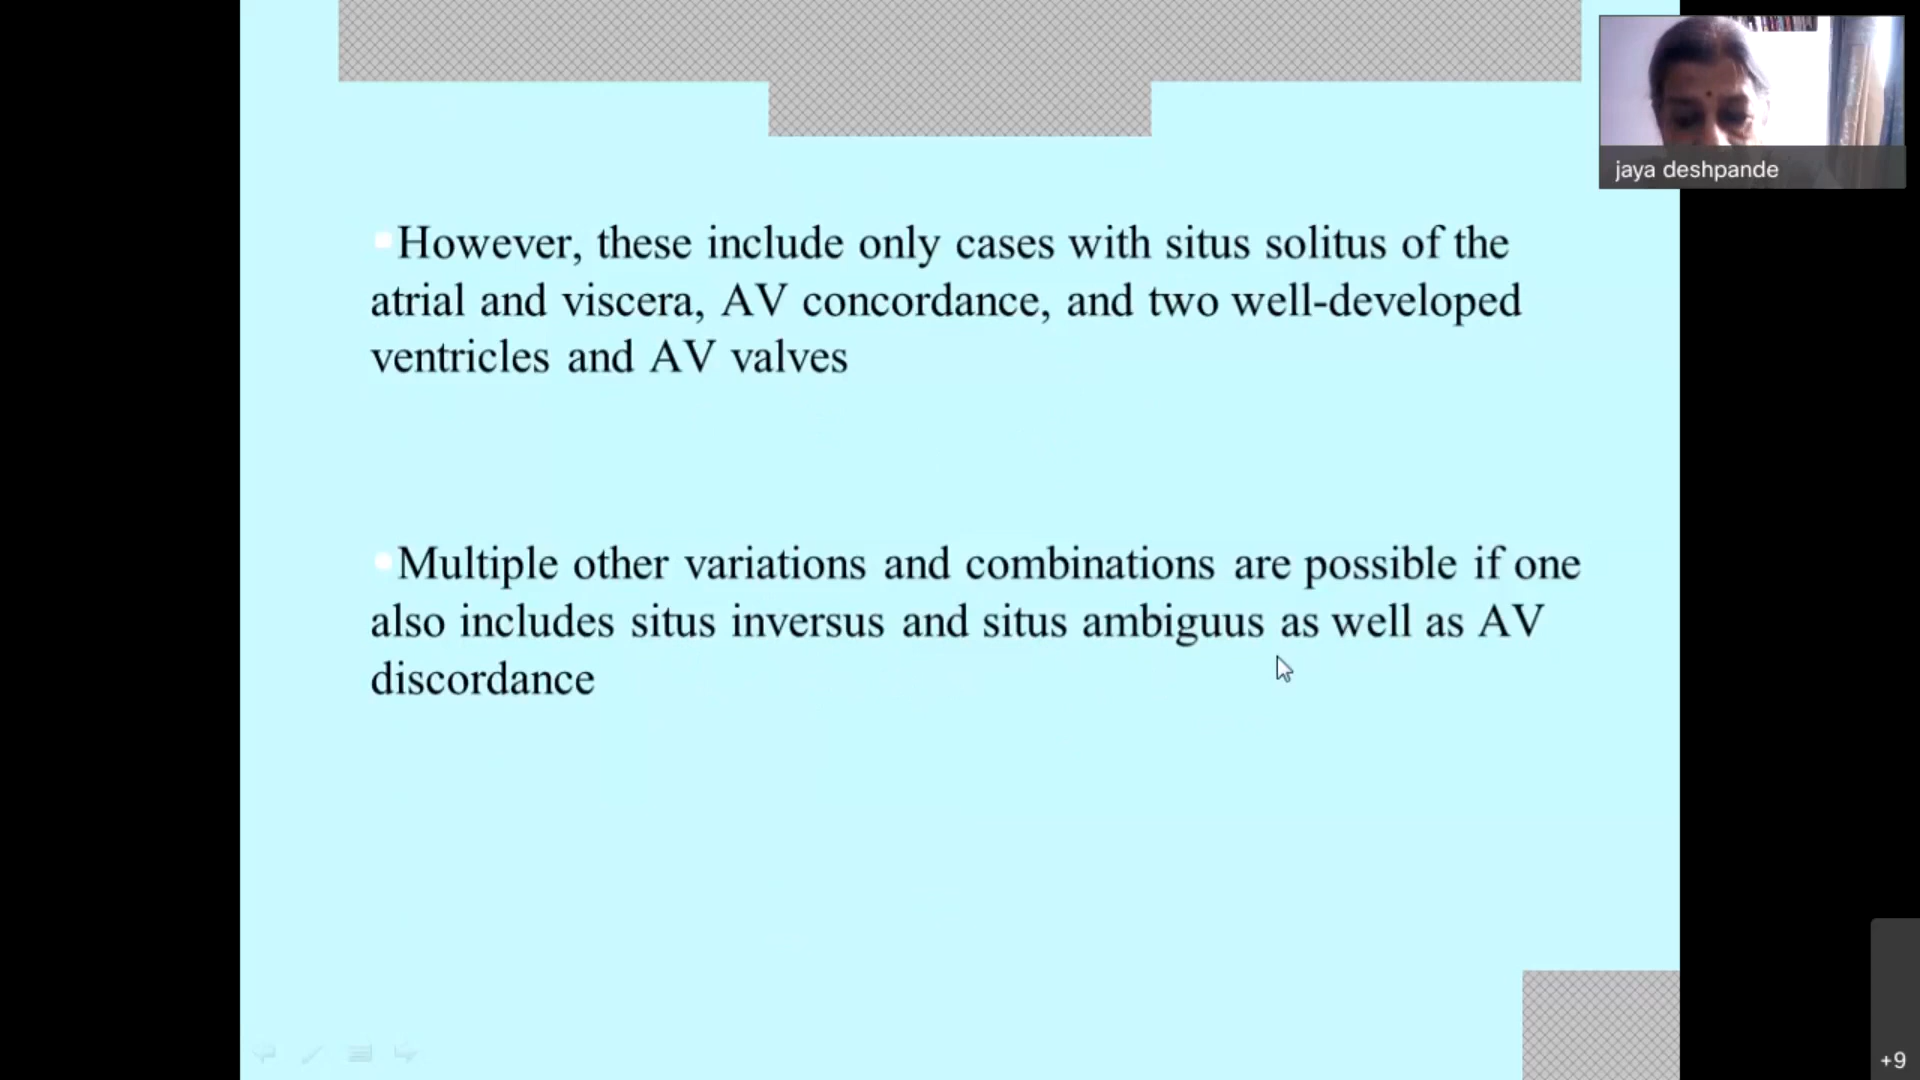 jaya deshpande
However, these include only cases with situs solitus of the
atrial and viscera, AV concordance, and two well-developed
ventricles and AV valves
Multiple other variations and combinations are possible if one
also includes situs inversus and situs ambiguus as well as AV
discordance
+9